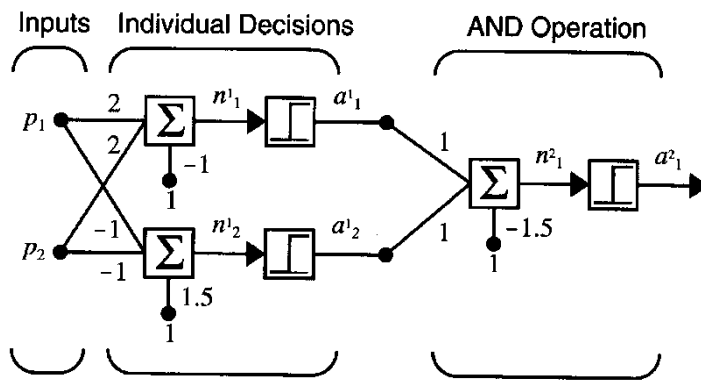 Inputs Individual Decisions AND Operation
2 n¹₁ a¹₁
p₁ Σ
2 1 n²₁ a²₁
-1
1 Σ
-1 n¹₂ a¹₂ 1 -1.5
p₂ Σ 1
-1
1.5
1